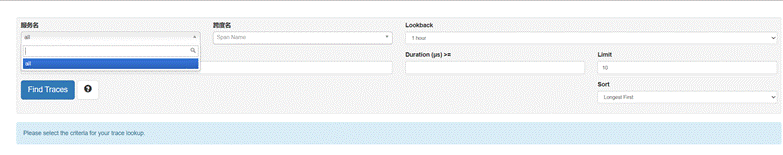 服务名
跨度名
Lookback
all
Span Name
1 hour
all
Duration (μs) >=
Limit
10
Find Traces
?
Sort
Longest First
Please select the criteria for your trace lookup.